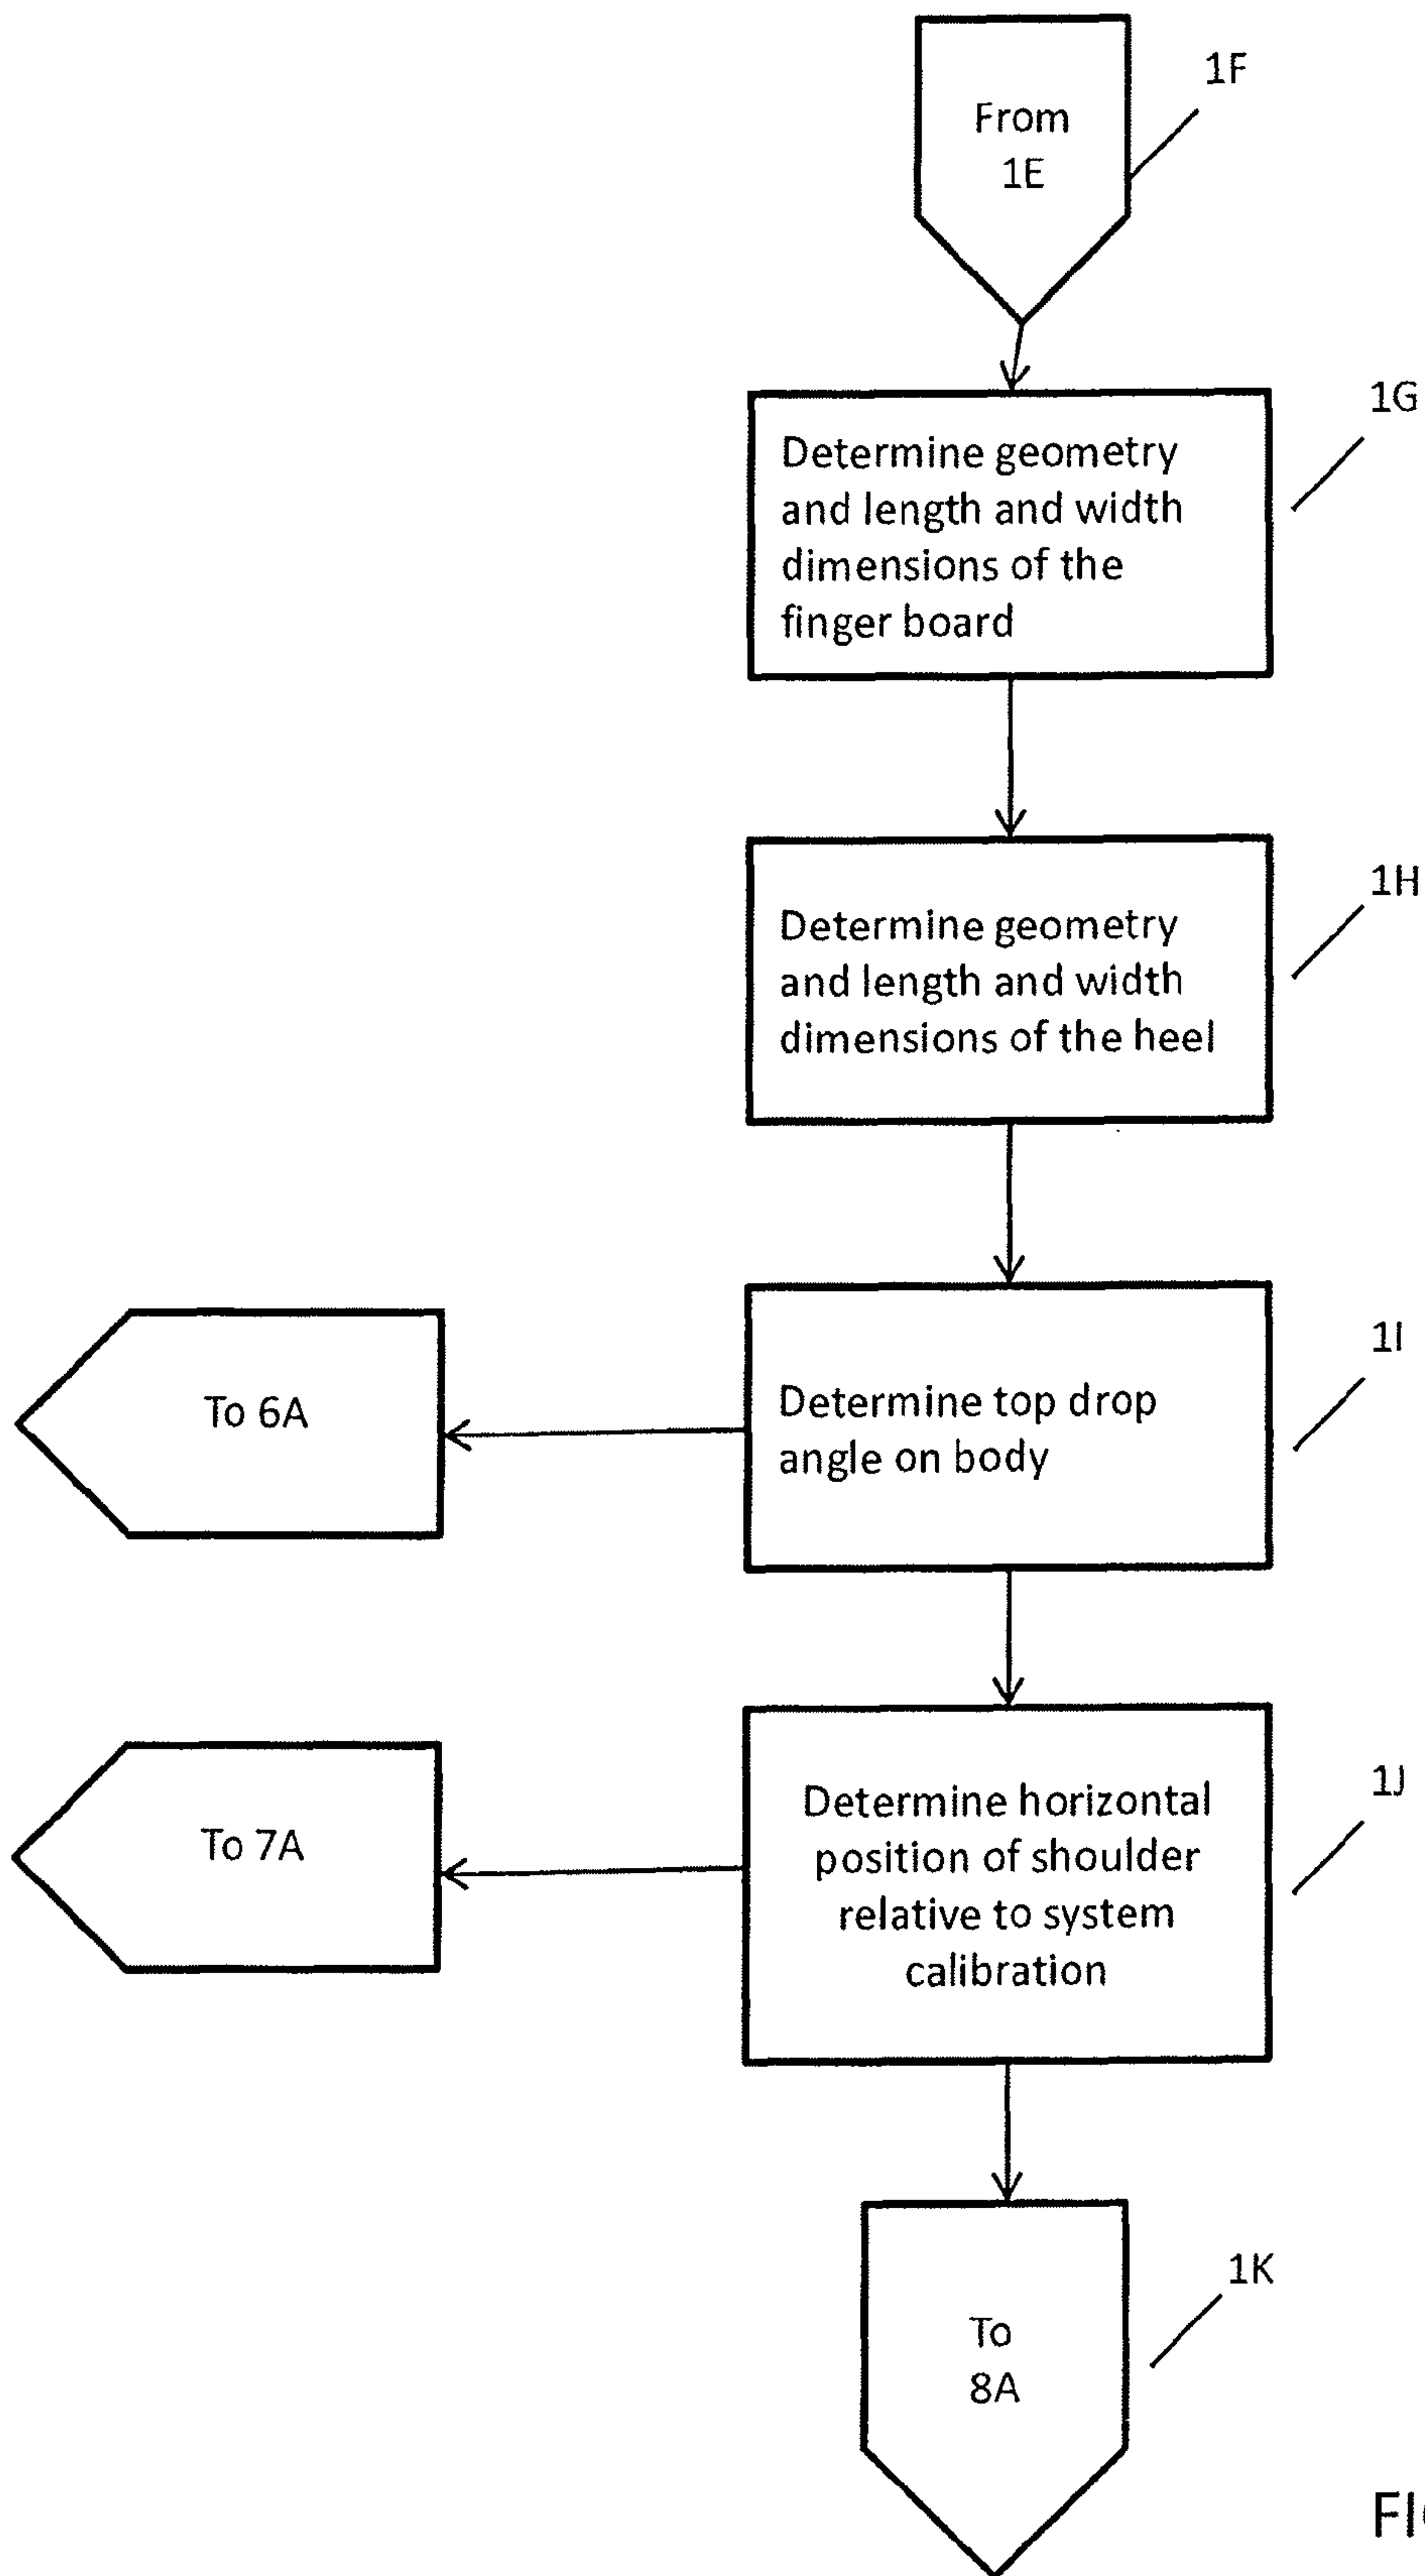 From
1E
1F
1G
Determine geometry
and length and width
dimensions of the
finger board
1H
Determine geometry
and length and width
dimensions of the heel
1I
To 6A
Determine top drop
angle on body
1J
To 7A
Determine horizontal
position of shoulder
relative to system
calibration
1K
To
8A